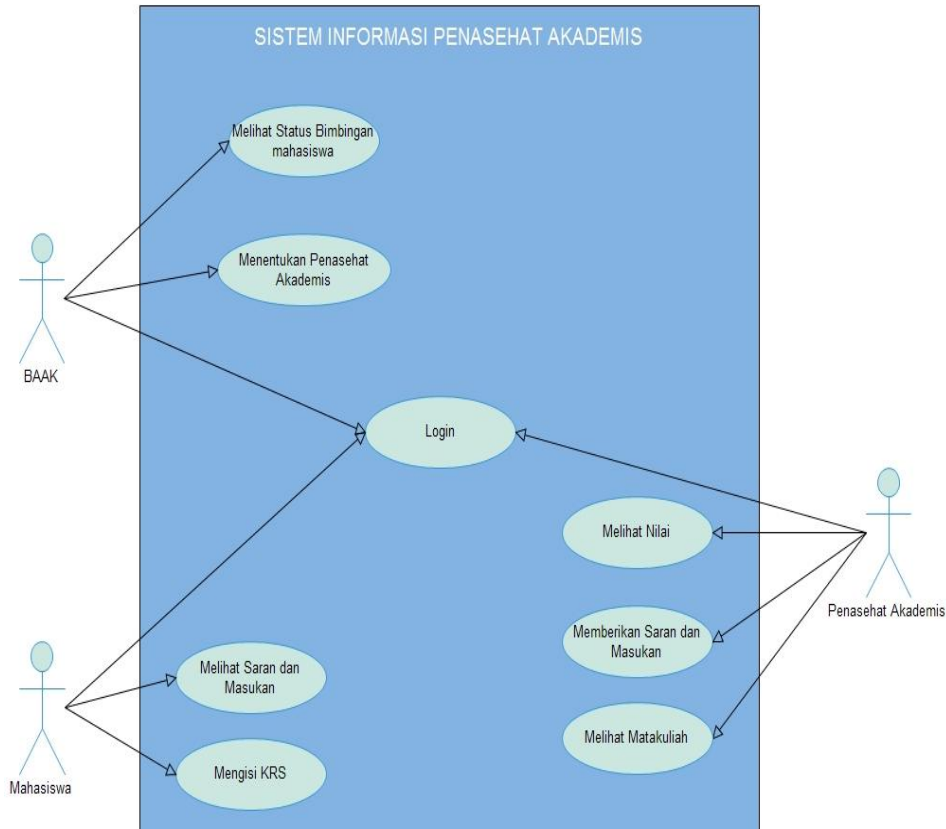 SISTEM INFORMASI PENASEHAT AKADEMIS
Melihat Status Bimbingan
mahasiswa
Menentukan Penasehat
Akademis
BAAK
Login
Melihat Nilai
Penasehat Akademis
Memberikan Saran dan
Masukan
Melihat Saran dan
Masukan
Melihat Matakuliah
Mengisi KRS
Mahasiswa